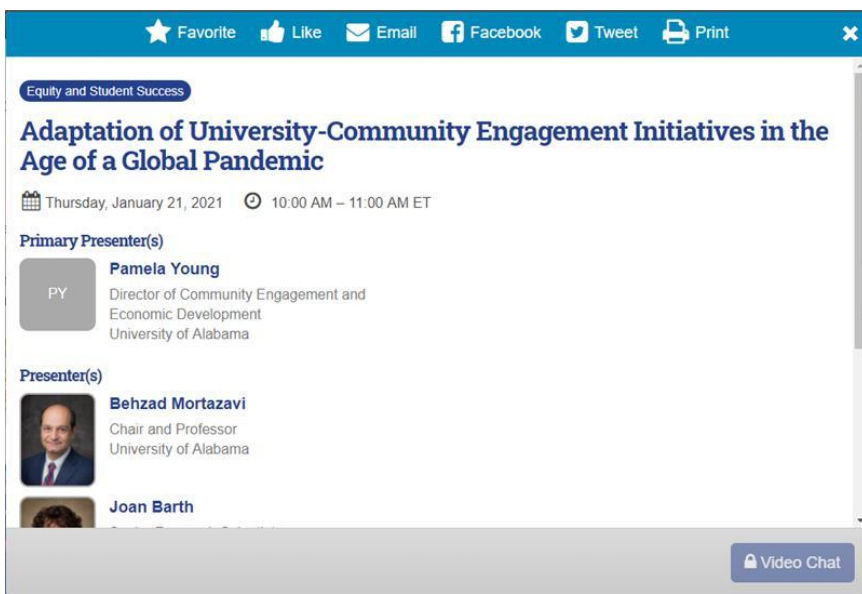 Favorite Like Email Facebook Tweet Print
Equity and Student Success
Adaptation of University-Community Engagement Initiatives in the
Age of a Global Pandemic
Thursday, January 21, 2021 10:00 AM – 11:00 AM ET
Primary Presenter(s)
PY
Pamela Young
Director of Community Engagement and
Economic Development
University of Alabama
Presenter(s)
Behzad Mortazavi
Chair and Professor
University of Alabama
Joan Barth
Video Chat